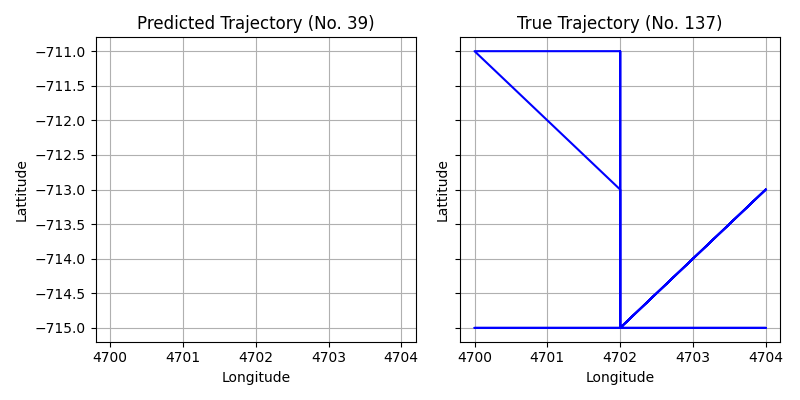 Predicted Trajectory (No. 39)
True Trajectory (No. 137)
−711.0
−711.5
−712.0
−712.5
−713.0
−713.5
−714.0
−714.5
−715.0
Lattitude
Lattitude
4700 4701 4702 4703 4704
4700 4701 4702 4703 4704
Longitude
Longitude